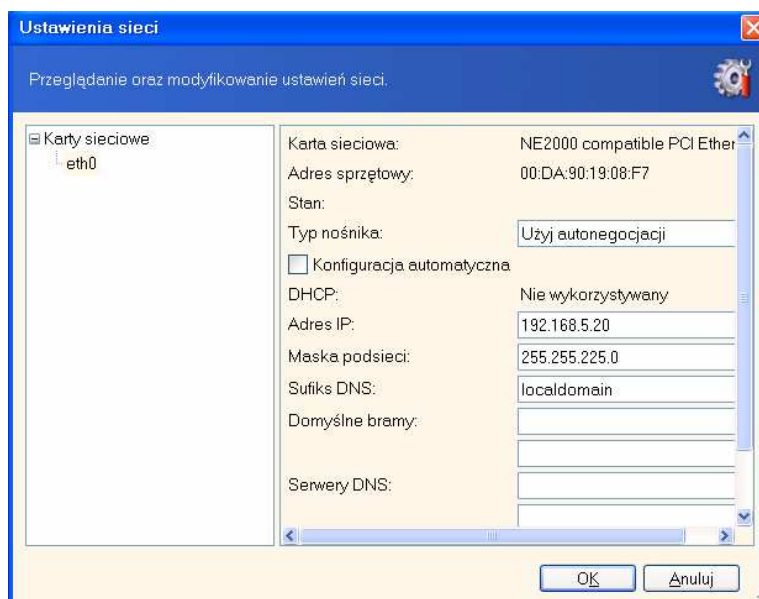 Ustawienia sieci
Przeglądanie oraz modyfikowanie ustawień sieci.
Karty sieciowe
eth0
Karta sieciowa: NE2000 compatible PCI Ether
Adres sprzętowy: 00:DA:90:19:08:F7
Stan:
Typ nośnika: Użyj autonegocjacji
Konfiguracja automatyczna
DHCP: Nie wykorzystywany
Adres IP: 192.168.5.20
Maska podsieci: 255.255.225.0
Sufiks DNS: localdomain
Domyślne bramy:
Serwery DNS:
OK Anuluj